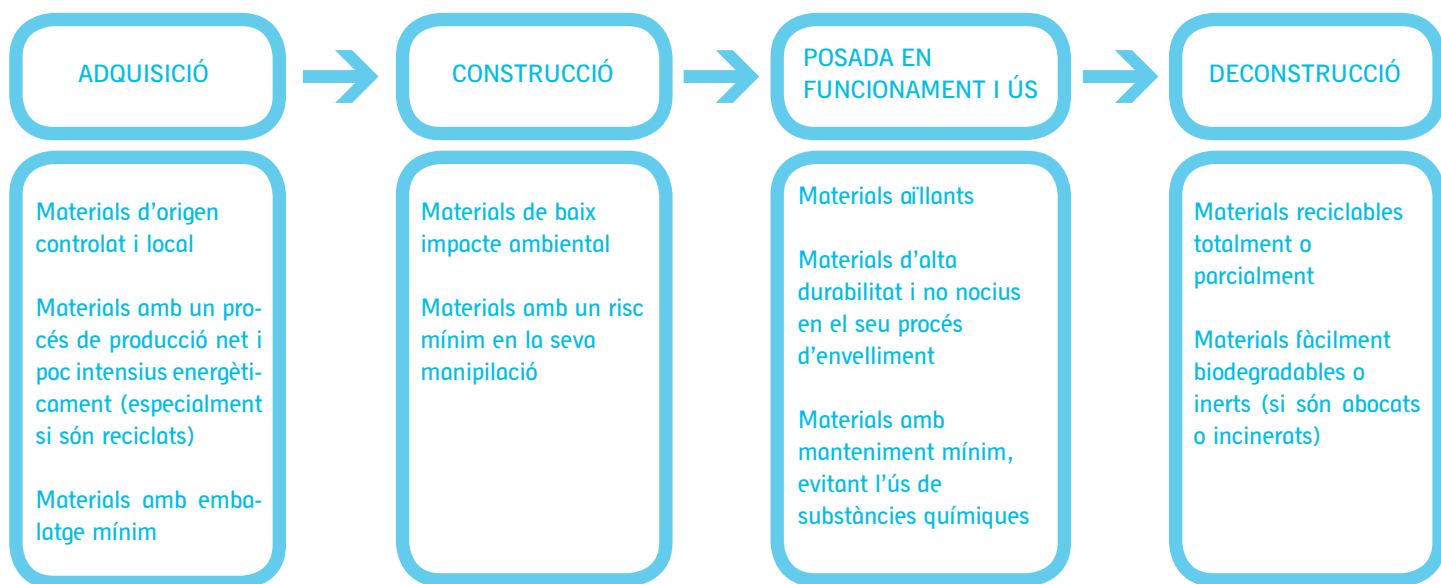 ADQUISICIÓ
CONSTRUCCIÓ
POSADA EN
FUNCIONAMENT I ÚS
DECONSTRUCCIÓ
Materials d’origen
controlat i local
Materials amb un pro-
cés de producció net i
poc intensius energèti-
cament (especialment
si són reciclats)
Materials amb emba-
latge mínim
Materials de baix
impacte ambiental
Materials amb un risc
mínim en la seva
manipilació
Materials aïllants
Materials d’alta
durabilitat i no nocius
en el seu procés
d’envelliment
Materials amb
manteniment mínim,
evitant l’ús de
substàncies químiques
Materials reciclables
totalment o
parcialment
Materials fàcilment
biodegradables o
inerts (si són abocats
o incinerats)